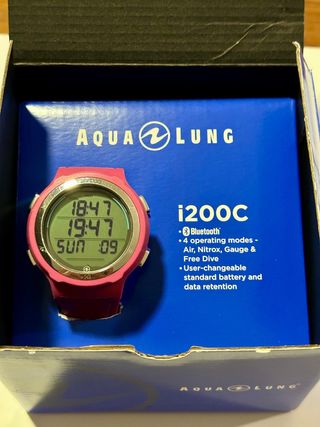 AQUA LUNG
18:47
19:47
SUN 09
i200C
Bluetooth®
• 4 operating modes -
Air, Nitrox, Gauge &
Free Dive
• User-changeable
standard battery and
data retention
AQUA LUNG